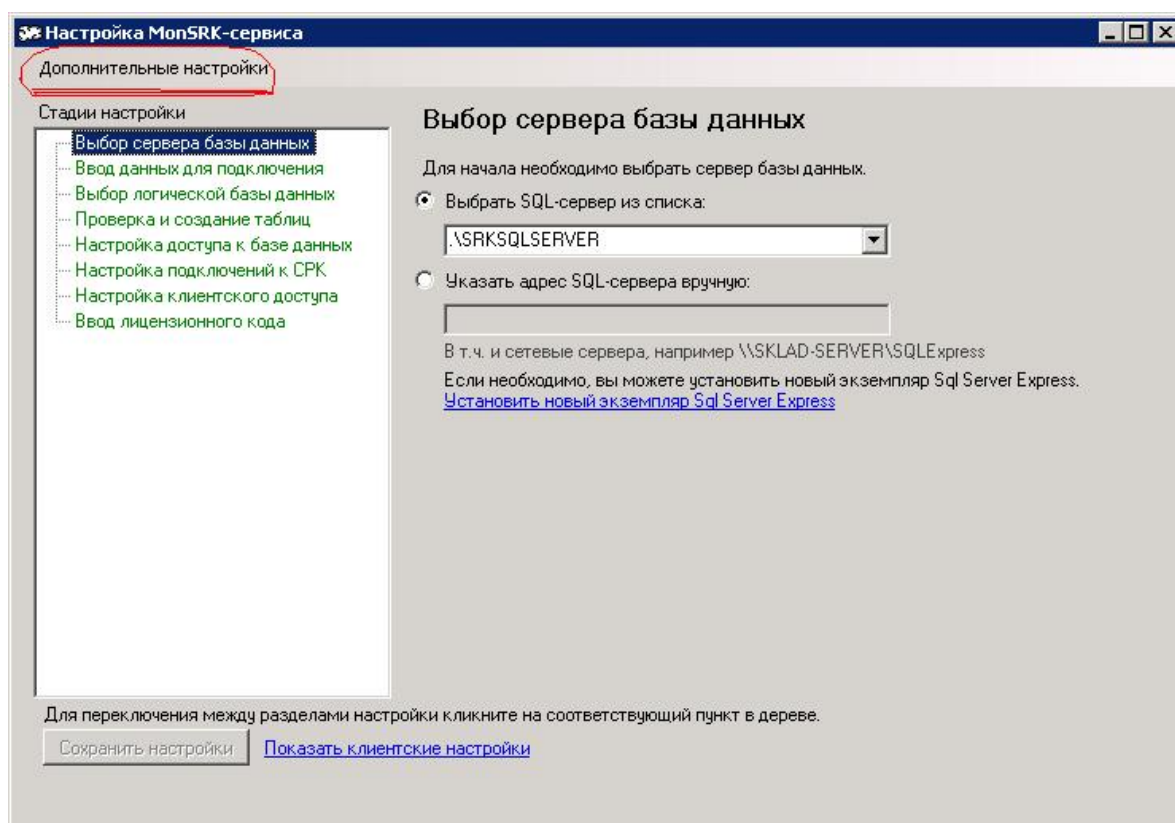 Настройка MonSRK-сервиса
Дополнительные настройки
Стадии настройки
Выбор сервера базы данных
Ввод данных для подключения
Выбор логической базы данных
Проверка и создание таблиц
Настройка доступа к базе данных
Настройка подключений к СРК
Настройка клиентского доступа
Ввод лицензионного кода
Выбор сервера базы данных
Для начала необходимо выбрать сервер базы данных.
Выбрать SQL-сервер из списка:
.\SRKSQLSERVER
Указать адрес SQL-сервера вручную:
В т.ч. и сетевые сервера, например \\SKLAD-SERVER\SQLExpress
Если необходимо, вы можете установить новый экземпляр Sql Server Express.
Установить новый экземпляр Sql Server Express
Для переключения между разделами настройки кликните на соответствующий пункт в дереве.
Сохранить настройки
Показать клиентские настройки